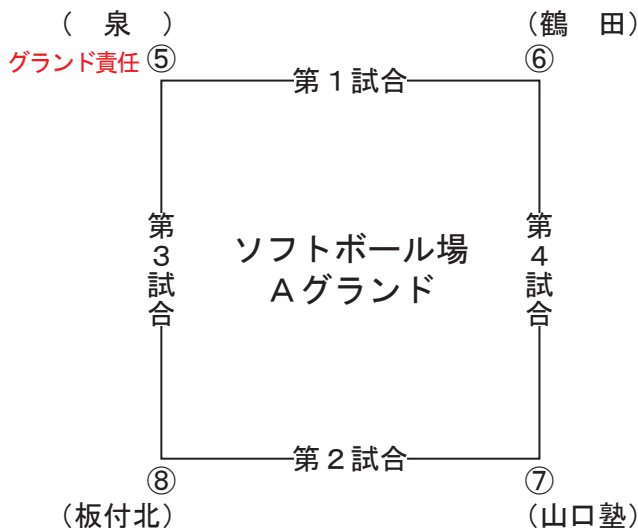 （　泉　）
（鶴　田）
グランド責任 ⑤
⑥
第１試合
第３試合
ソフトボール場
Ａグランド
第４試合
第２試合
⑧
⑦
（板付北）
（山口塾）